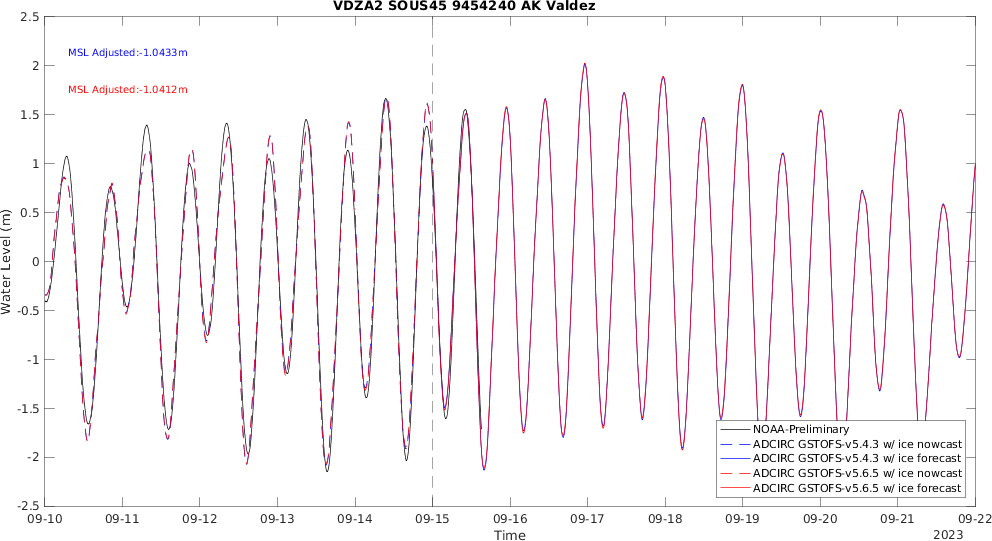 VDZA2 SOUS45 9454240 AK Valdez
2.5
2
1.5
1
0.5
0
-0.5
-1
-1.5
-2
-2.5
Water Level (m)
MSL Adjusted:-1.0433m
MSL Adjusted:-1.0412m
NOAA-Preliminary
ADCIRC GSTOFS-v5.4.3 w/ ice nowcast
ADCIRC GSTOFS-v5.4.3 w/ ice forecast
ADCIRC GSTOFS-v5.6.5 w/ ice nowcast
ADCIRC GSTOFS-v5.6.5 w/ ice forecast
09-10 09-11 09-12 09-13 09-14 09-15 09-16 09-17 09-18 09-19 09-20 09-21 09-22
Time
2023